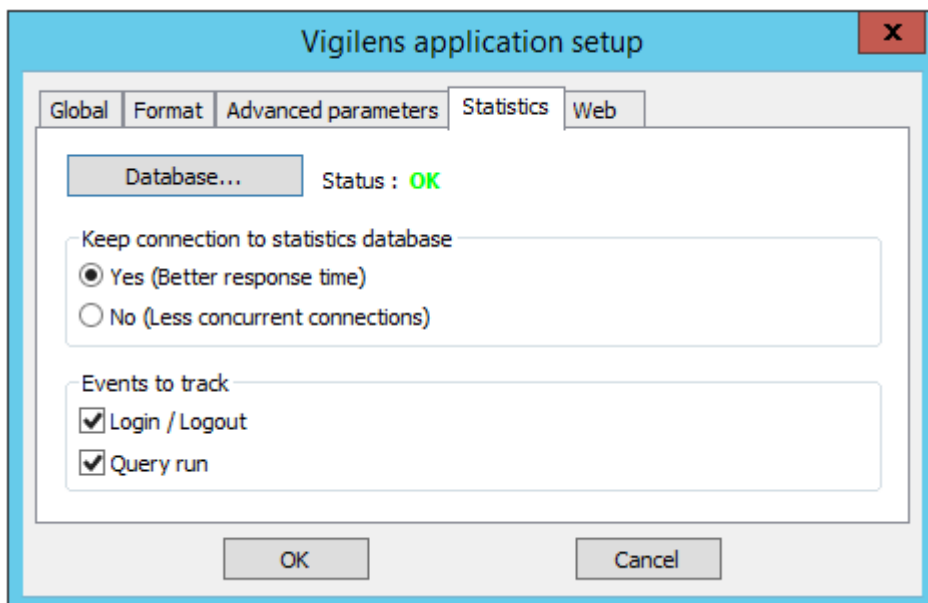 Vigilens application setup
x
Global Format Advanced parameters Statistics Web
Database... Status : OK
Keep connection to statistics database
Yes (Better response time)
No (Less concurrent connections)
Events to track
Login / Logout
Query run
OK Cancel